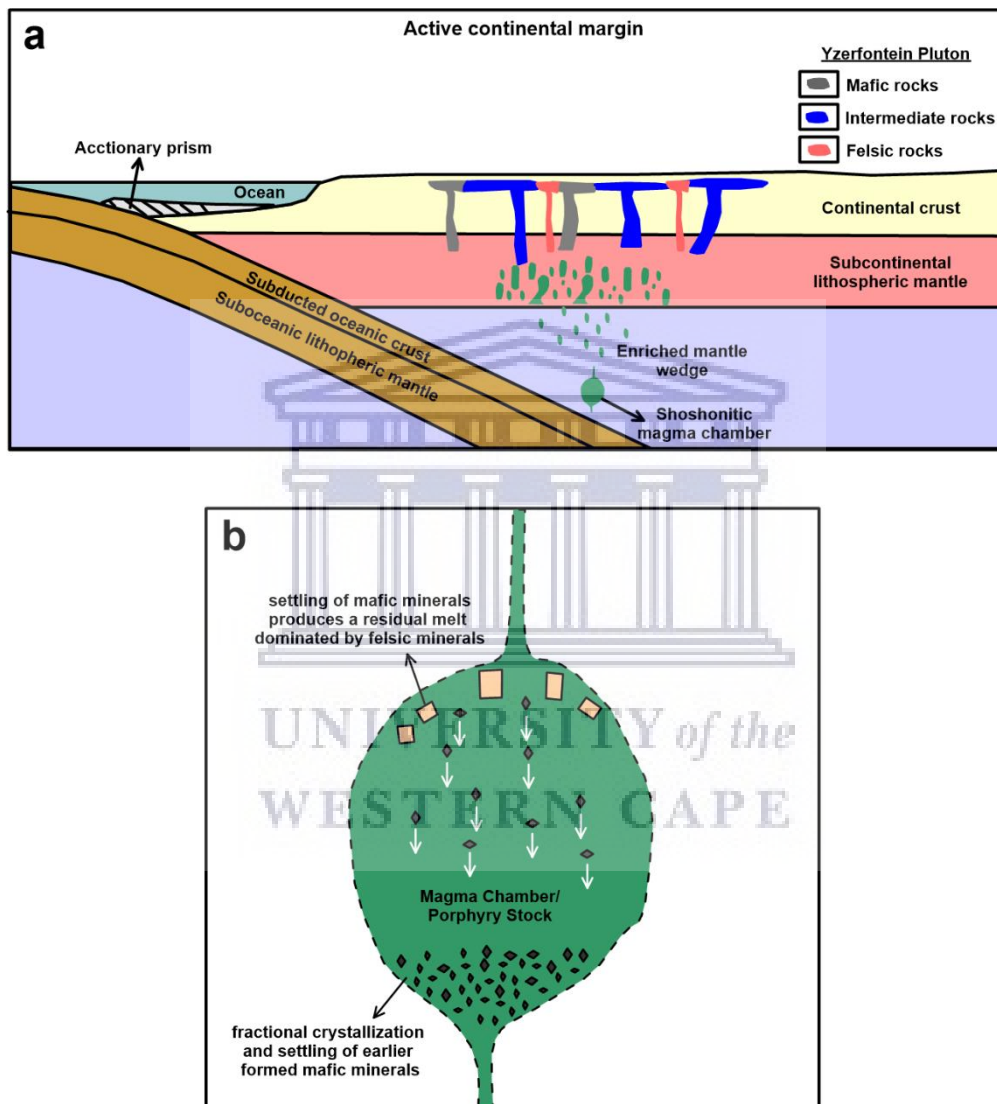 a
Active continental margin
Yzerfontein Pluton
Mafic rocks
Intermediate rocks
Felsic rocks
Acctionary prism
Ocean
Continental crust
Subcontinental
lithospheric mantle
Subducted oceanic crust
Suboceanic lithopheric mantle
Enriched mantle
wedge
Shoshonitic
magma chamber
b
settling of mafic minerals
produces a residual melt
dominated by felsic minerals
UNIVERSITY of the
WESTERN CAPE
Magma Chamber/
Porphyry Stock
fractional crystallization
and settling of earlier
formed mafic minerals